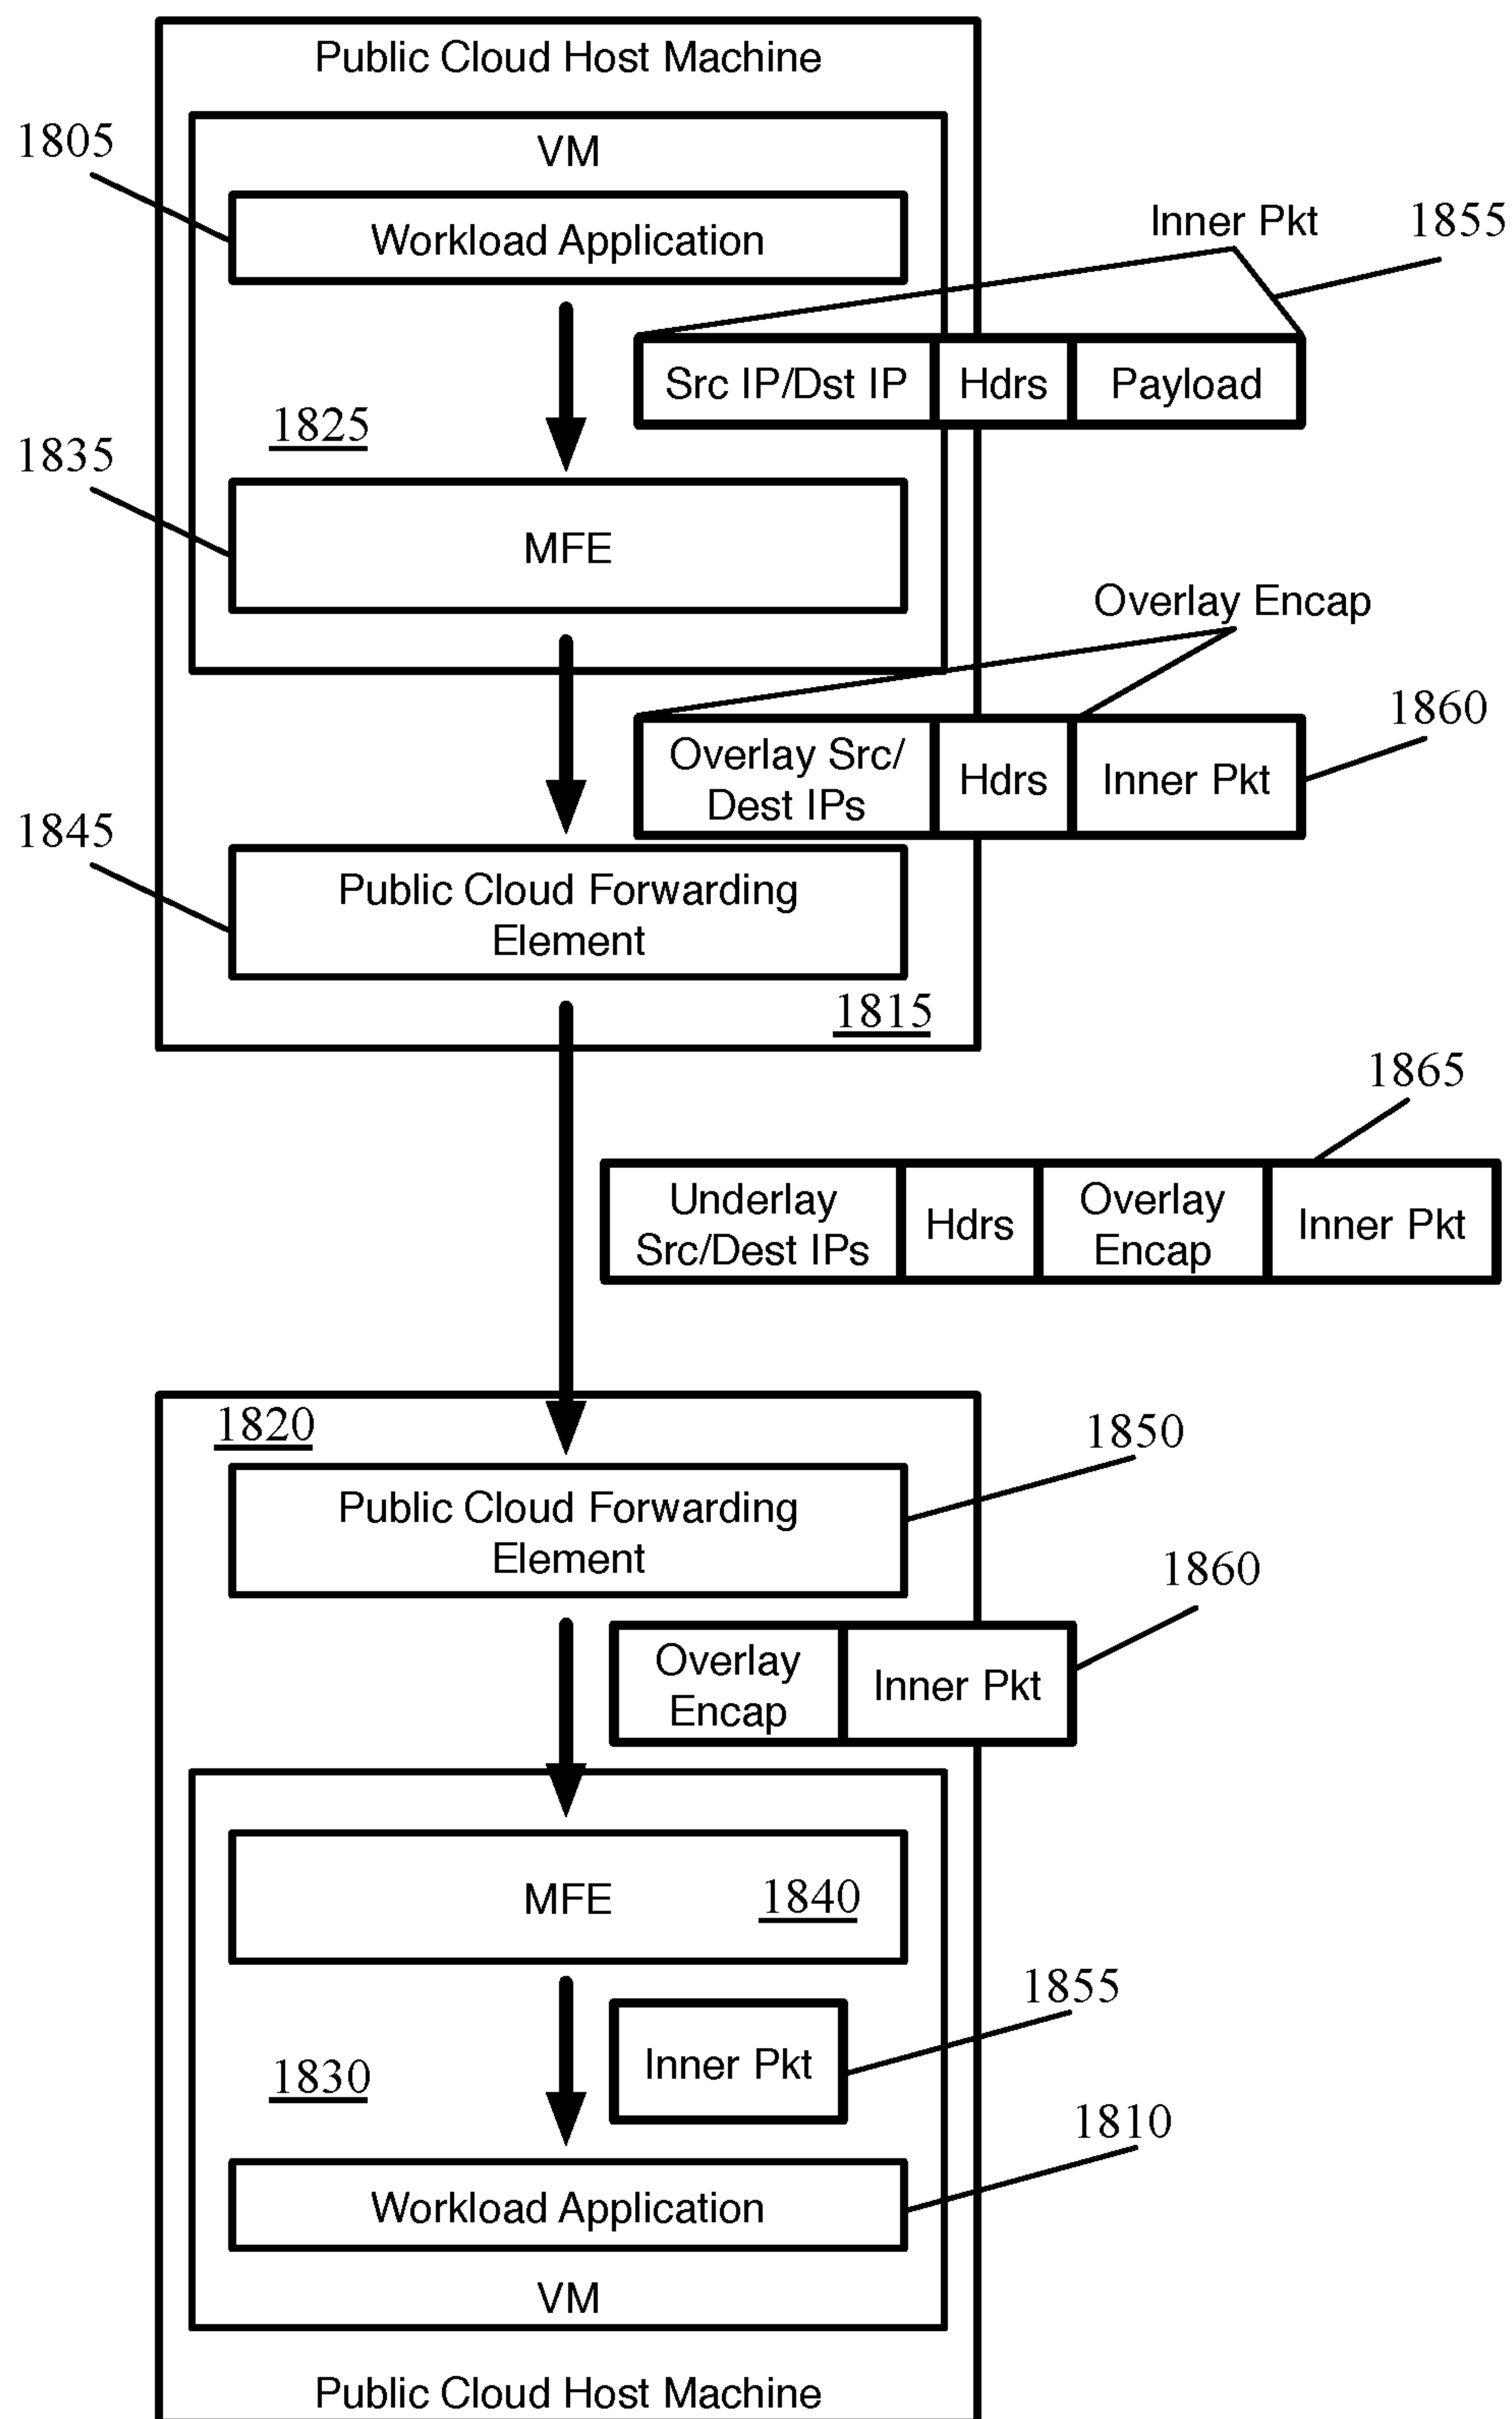 Public Cloud Host Machine
1805
VM
Workload Application
Inner Pkt
1855
Src IP/Dst IP
Hdrs
Payload
1825
1835
MFE
Overlay Encap
1860
Overlay Src/
Dest IPs
Hdrs
Inner Pkt
1845
Public Cloud Forwarding
Element
1815
1865
Underlay
Src/Dest IPs
Hdrs
Overlay
Encap
Inner Pkt
1820
1850
Public Cloud Forwarding
Element
1860
Overlay
Encap
Inner Pkt
MFE
1840
1855
Inner Pkt
1830
1810
Workload Application
VM
Public Cloud Host Machine